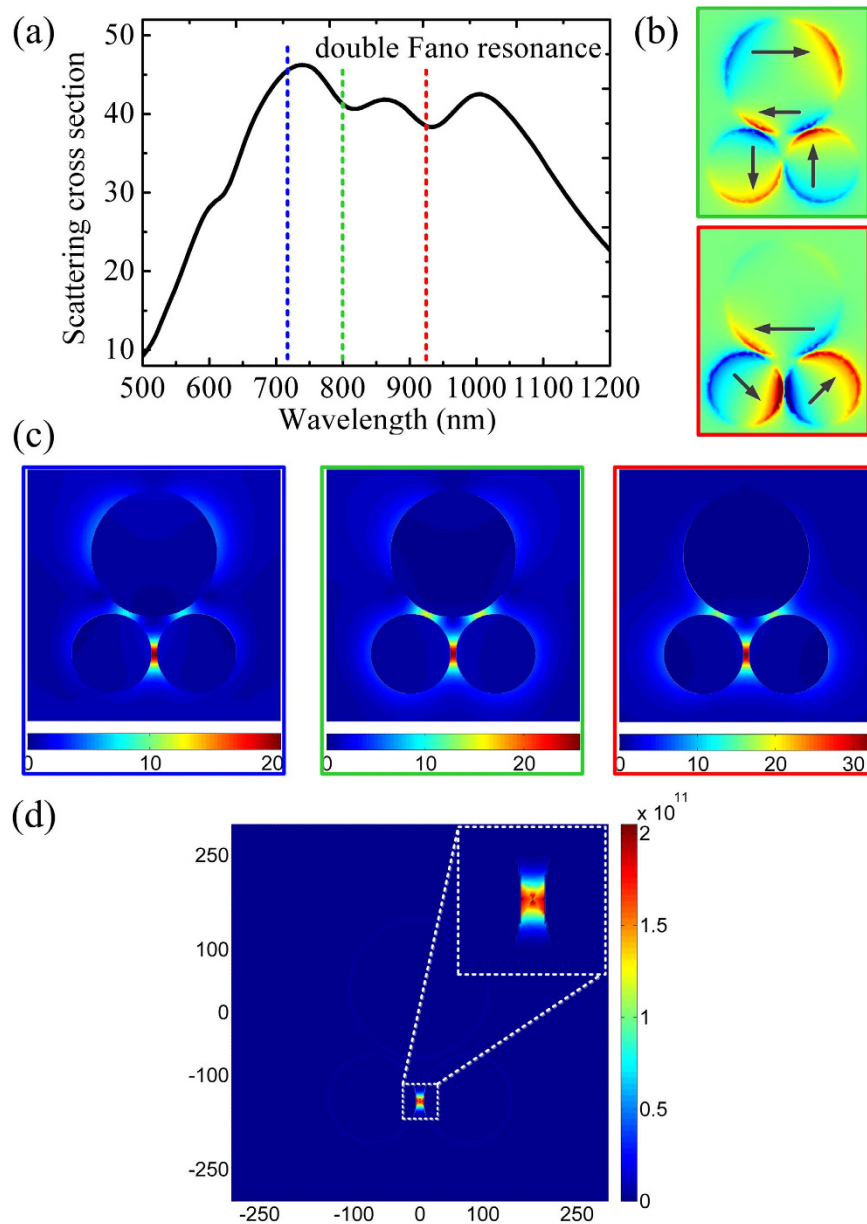 (a)
double Fano resonance
Scattering cross section
50
40
30
20
10
500 600 700 800 900 1000 1100 1200
Wavelength (nm)
(b)
(c)
0 10 20
0 10 20
0 10 20 30
(d)
x 10 11
250
100
0
-100
-250
-250 -100 0 100 250
2
1.5
1
0.5
0